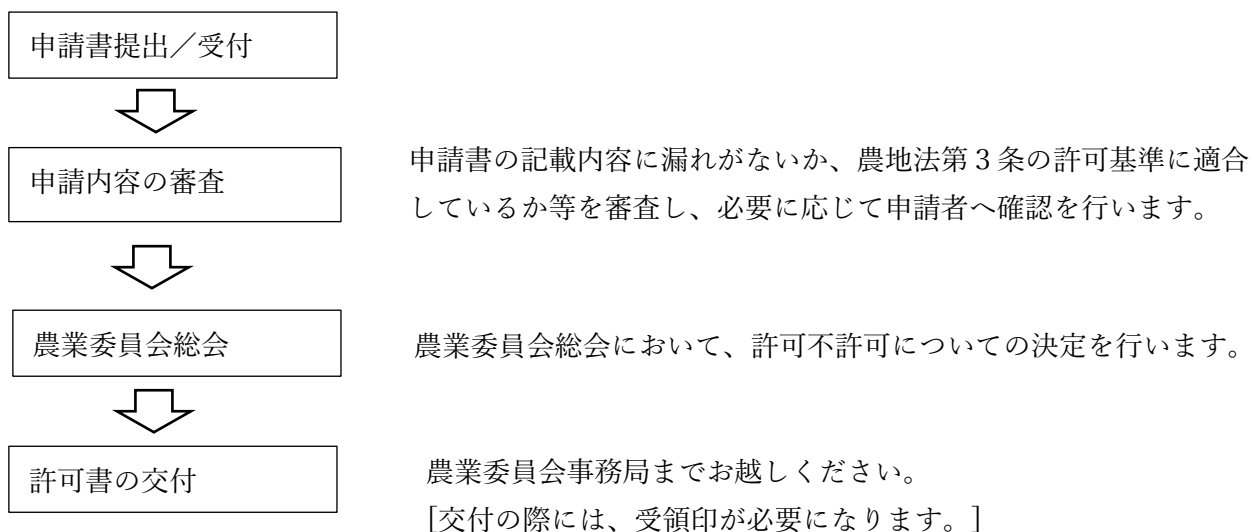 申請書提出／受付
申請内容の審査
申請書の記載内容に漏れがないか、農地法第３条の許可基準に適合
しているか等を審査し、必要に応じて申請者へ確認を行います。
農業委員会総会
農業委員会総会において、許可不許可についての決定を行います。
許可書の交付
農業委員会事務局までお越しください。
［交付の際には、受領印が必要になります。］